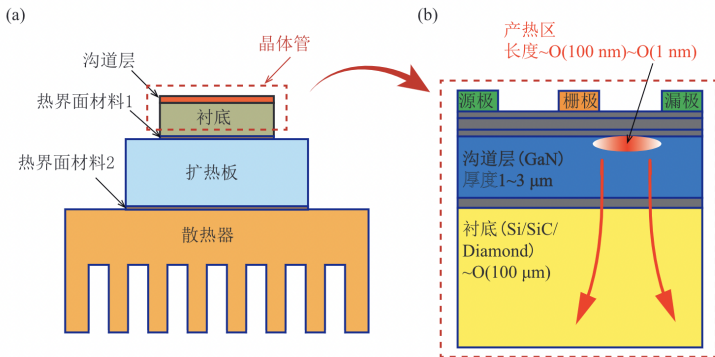 (a)
晶体管
沟道层
热界面材料1
衬底
热界面材料2
扩热板
散热器
(b)
产热区
长度~O(100 nm)~O(1 nm)
源极
栅极
漏极
沟道层(GaN)
厚度1~3 μm
衬底(Si/SiC/
Diamond)
~O(100 μm)